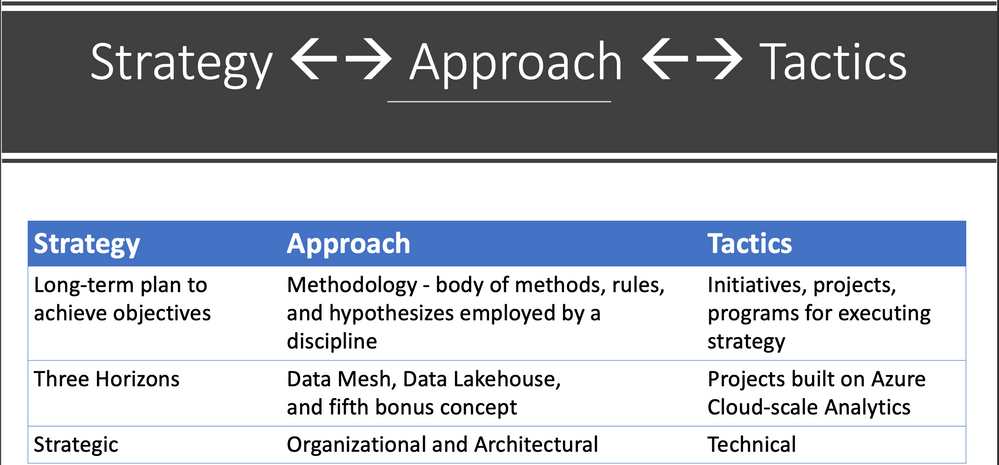 Strategy ←→ Approach ←→ Tactics
Strategy Approach Tactics
Long-term plan to
achieve objectives
Methodology - body of methods, rules,
and hypothesizes employed by a
discipline
Initiatives, projects,
programs for executing
strategy
Three Horizons
Data Mesh, Data Lakehouse,
and fifth bonus concept
Projects built on Azure
Cloud-scale Analytics
Strategic
Organizational and Architectural
Technical